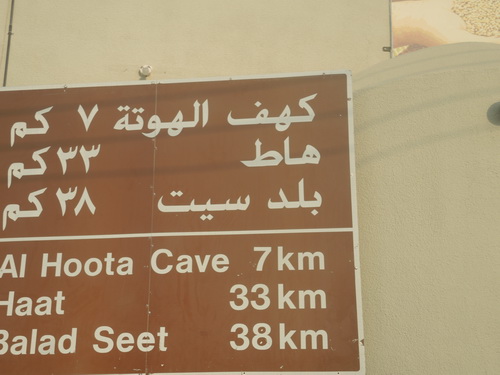 كهف الهوتة ٧ كم
هاط ٣٣ كم
بلد سيت ٣٨ كم
Al Hoota Cave 7km
Haat 33km
Balad Seet 38km